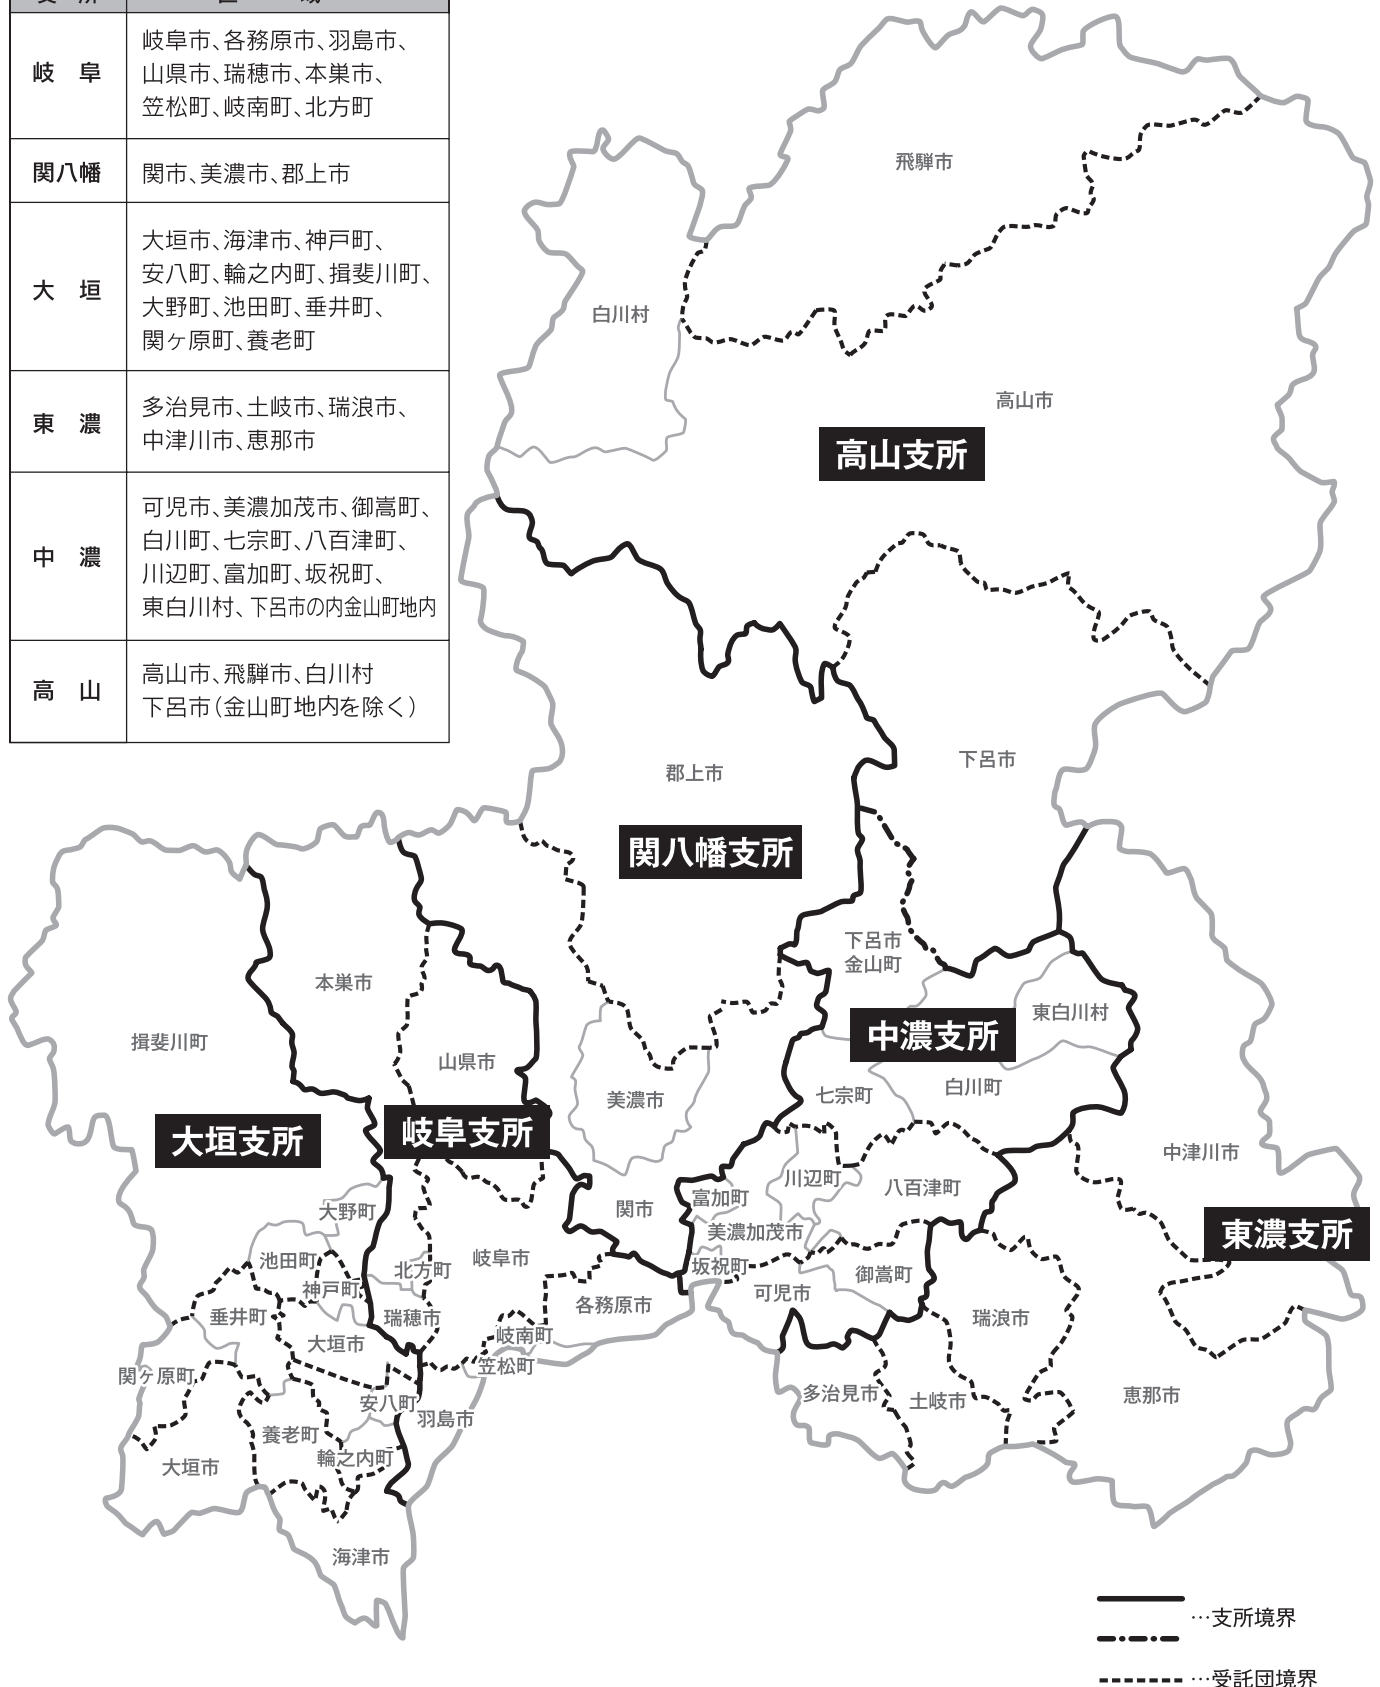 岐　阜
岐阜市、各務原市、羽島市、
山県市、瑞穂市、本巣市、
笠松町、岐南町、北方町
関八幡
関市、美濃市、郡上市
大　垣
大垣市、海津市、神戸町、
安八町、輪之内町、揖斐川町、
大野町、池田町、垂井町、
関ヶ原町、養老町
東　濃
多治見市、土岐市、瑞浪市、
中津川市、恵那市
中　濃
可児市、美濃加茂市、御嵩町、
白川町、七宗町、八百津町、
川辺町、富加町、坂祝町、
東白川村、下呂市の内金山町地内
高　山
高山市、飛騨市、白川村
下呂市（金山町地内を除く）
飛騨市
白川村
高山市
高山支所
郡上市
下呂市
関八幡支所
下呂市
金山町
本巣市
東白川村
中濃支所
揖斐川町
山県市
白川町
七宗町
美濃市
岐阜支所
大垣支所
中津川市
川辺町
八百津町
富加町
関市
大野町
美濃加茂市
東濃支所
池田町
岐阜市
北方町
坂祝町
御嵩町
神戸町
可児市
各務原市
垂井町
瑞穂市
瑞浪市
岐南町
大垣市
笠松町
関ヶ原町
多治見市
恵那市
土岐市
安八町
羽島市
養老町
輪之内町
大垣市
海津市
…支所境界
…受託団境界